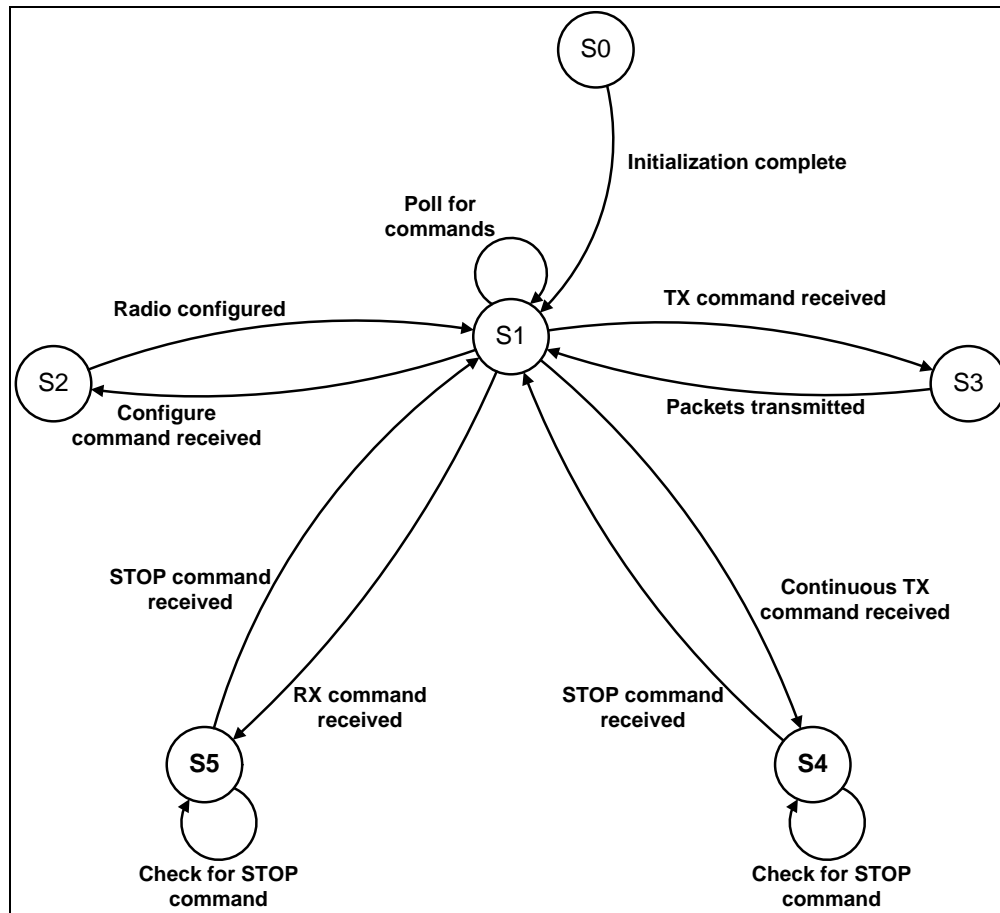 S0
Initialization complete
Poll for
commands
Radio configured
TX command received
S1
S2
S3
Configure
command received
Packets transmitted
STOP command
received
Continuous TX
command received
RX command
received
STOP command
received
S5
S4
Check for STOP
command
Check for STOP
command